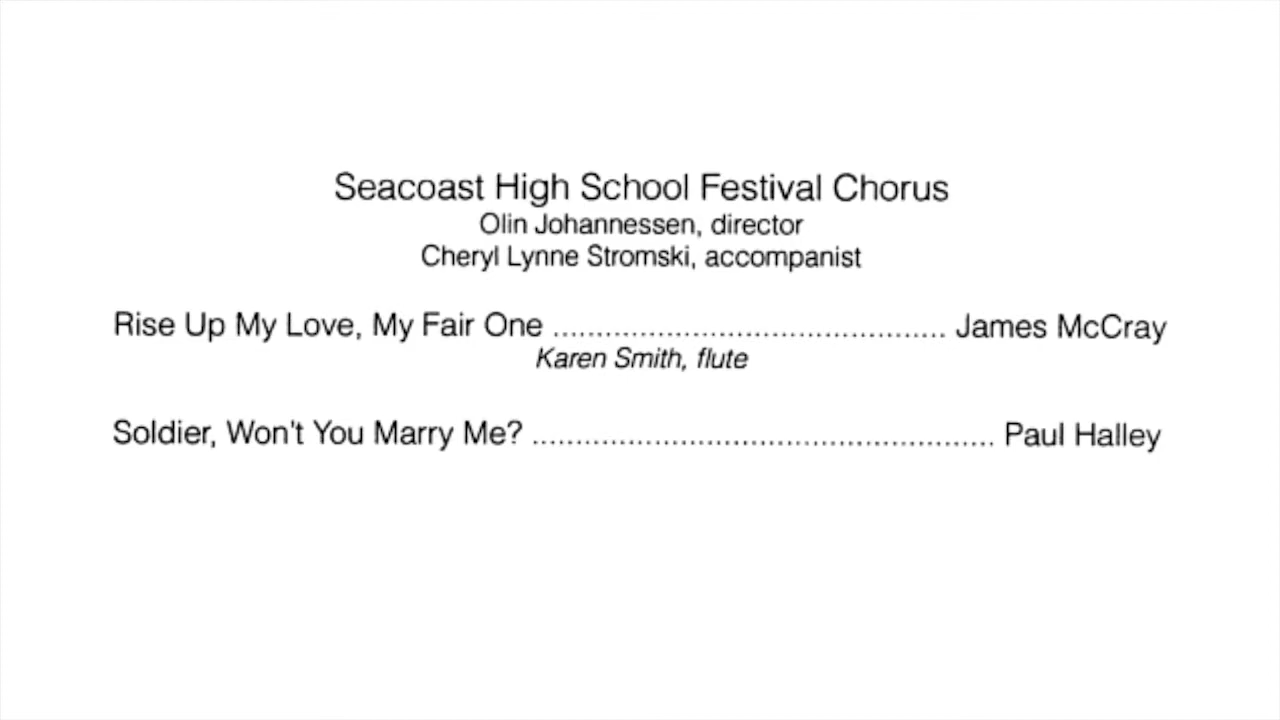 Seacoast High School Festival Chorus
Olin Johannessen, director
Cheryl Lynne Stromski, accompanist
Rise Up My Love, My Fair One ............................................. James McCray
Karen Smith, flute
Soldier, Won't You Marry Me? ..................................................... Paul Halley